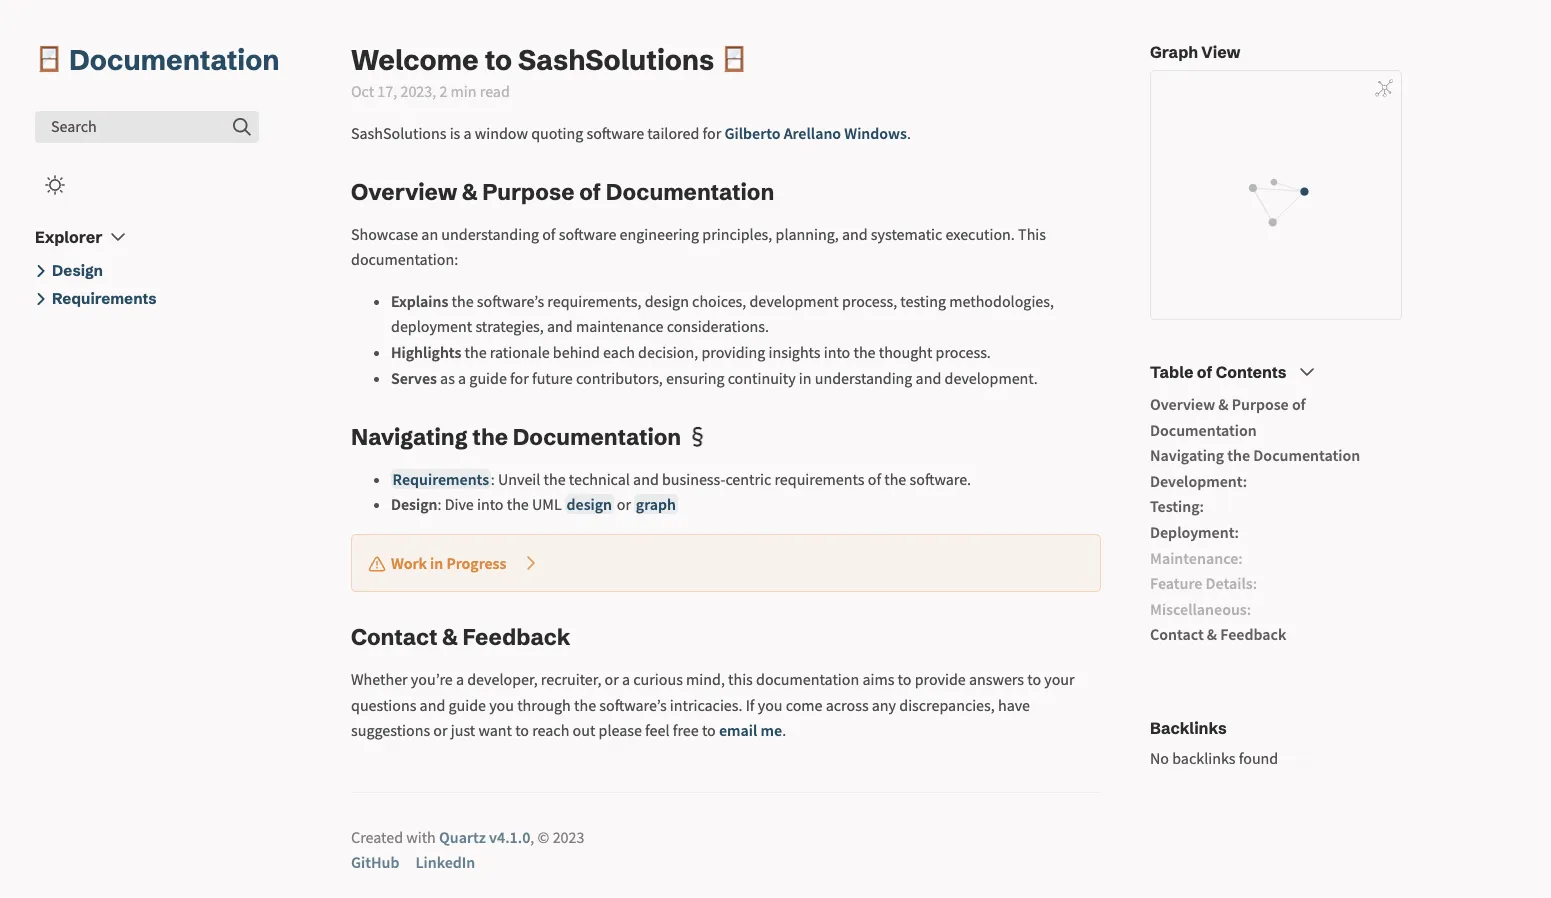 Documentation
Search
Explorer
Design
Requirements
Welcome to SashSolutions
Oct 17, 2023, 2 min read
SashSolutions is a window quoting software tailored for Gilberto Arellano Windows.
Overview & Purpose of Documentation
Showcase an understanding of software engineering principles, planning, and systematic execution. This
documentation:
• Explains the software’s requirements, design choices, development process, testing methodologies,
deployment strategies, and maintenance considerations.
• Highlights the rationale behind each decision, providing insights into the thought process.
• Serves as a guide for future contributors, ensuring continuity in understanding and development.
Navigating the Documentation §
• Requirements: Unveil the technical and business-centric requirements of the software.
• Design: Dive into the UML design or graph
Work in Progress
Contact & Feedback
Whether you’re a developer, recruiter, or a curious mind, this documentation aims to provide answers to your
questions and guide you through the software’s intricacies. If you come across any discrepancies, have
suggestions or just want to reach out please feel free to email me.
Created with Quartz v4.1.0, © 2023
GitHub LinkedIn
Graph View
Table of Contents
Overview & Purpose of
Documentation
Navigating the Documentation
Development:
Testing:
Deployment:
Maintenance:
Feature Details:
Miscellaneous:
Contact & Feedback
Backlinks
No backlinks found